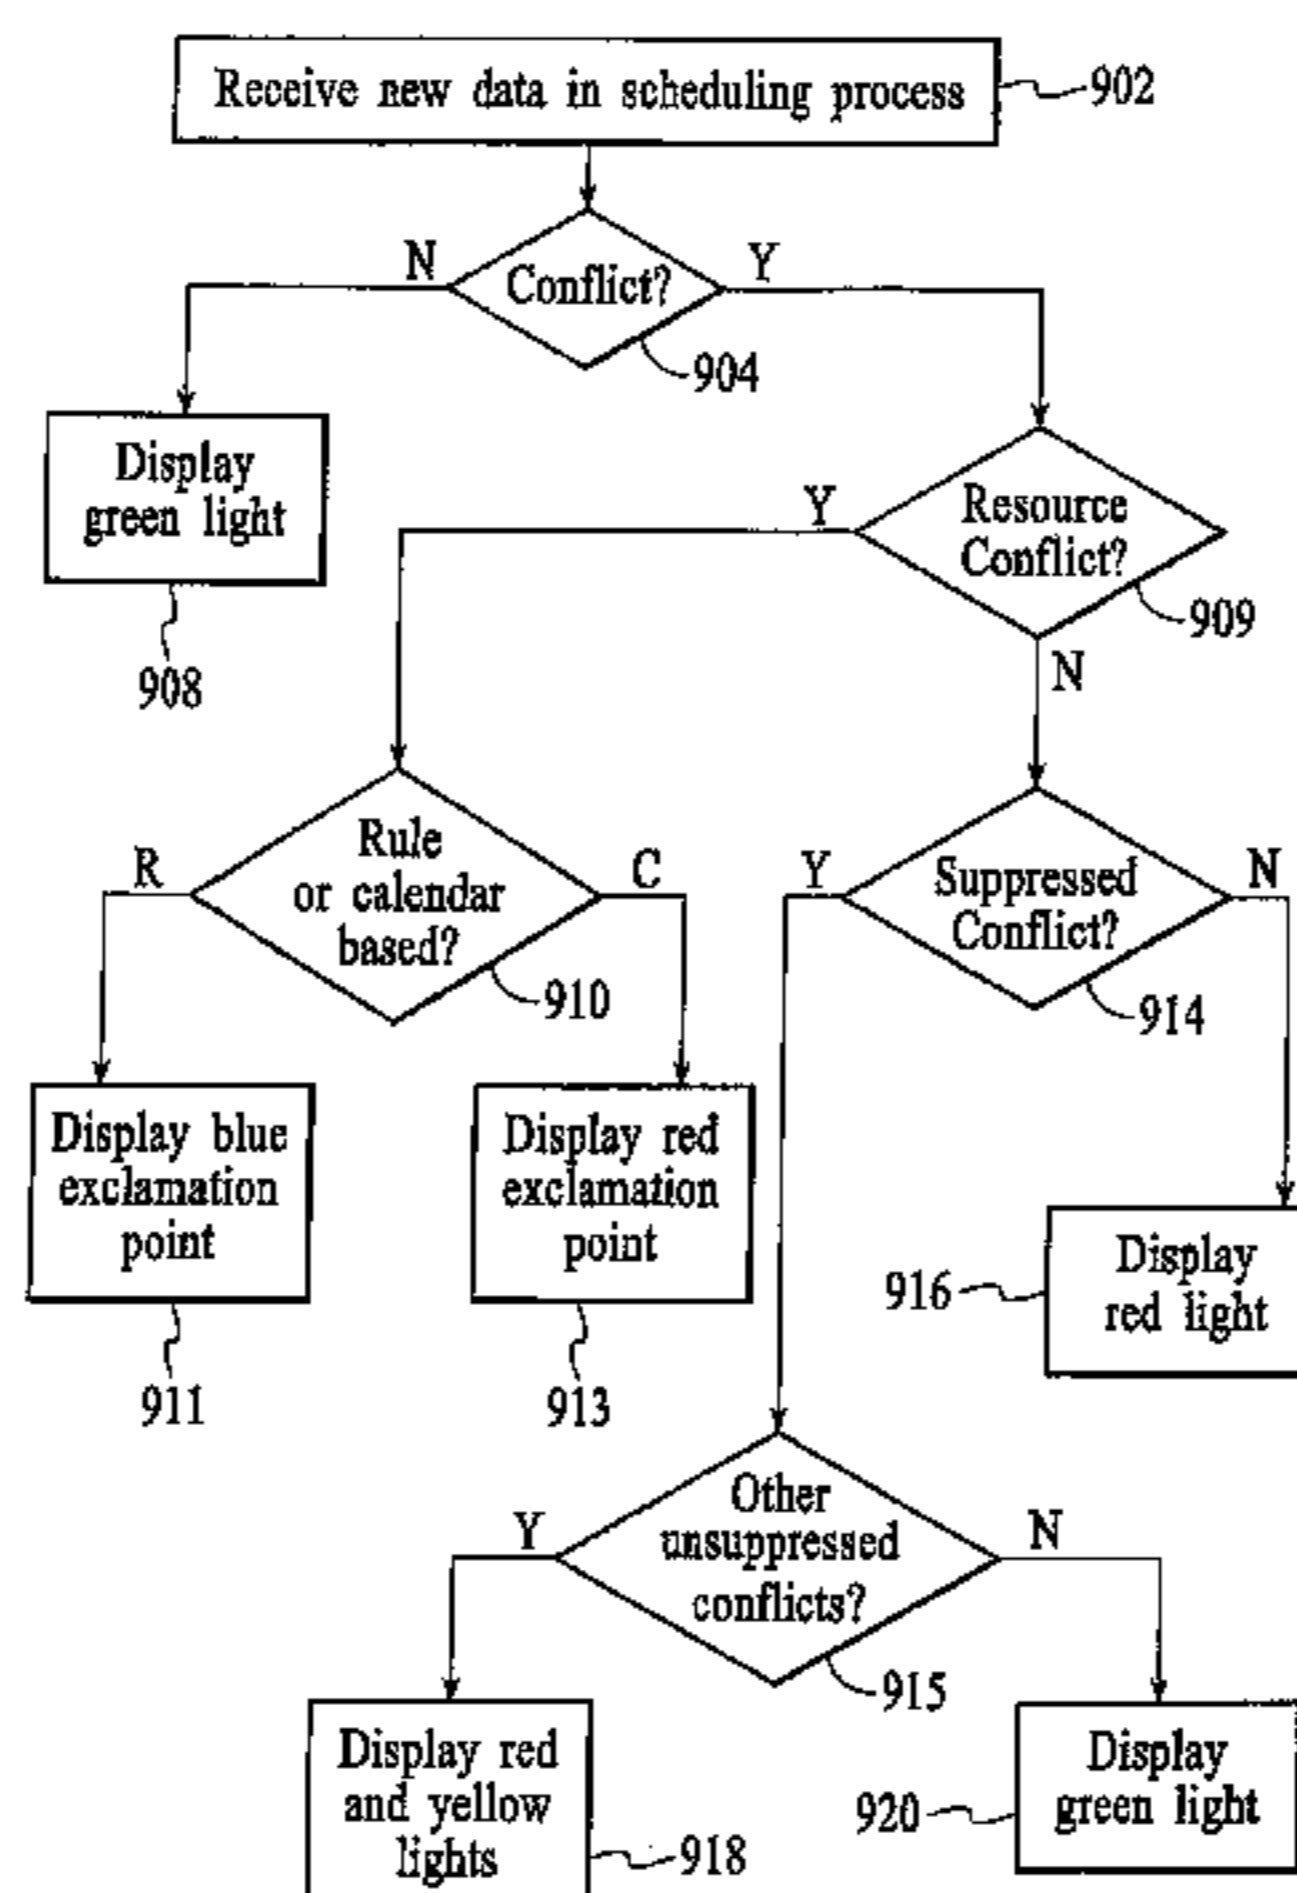 Receive new data in scheduling process
902
N
Y
Conflict?
904
Display
green light
908
Y
Resource
Conflict?
909
N
R
Rule
or calendar
based?
C
910
Y
Suppressed
Conflict?
N
914
Display blue
exclamation
point
911
Display red
exclamation
point
913
916
Display
red light
Y
Other
unsuppressed
conflicts?
N
915
Display red
and yellow
lights
918
920
Display
green light